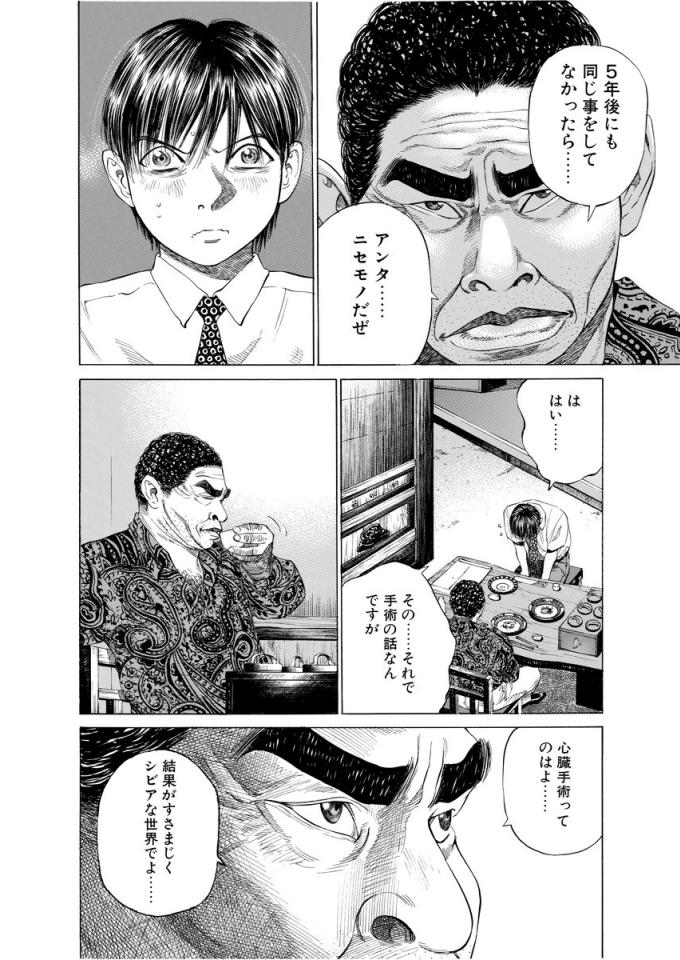 5年後にも
同じ事をして
なかったら……
アンタ……
ニセモノだぜ
は
はい……
その……それで
手術の話なん
ですが
心臓手術って
のはよ……
結果がすさまじく
シビアな世界でよ……